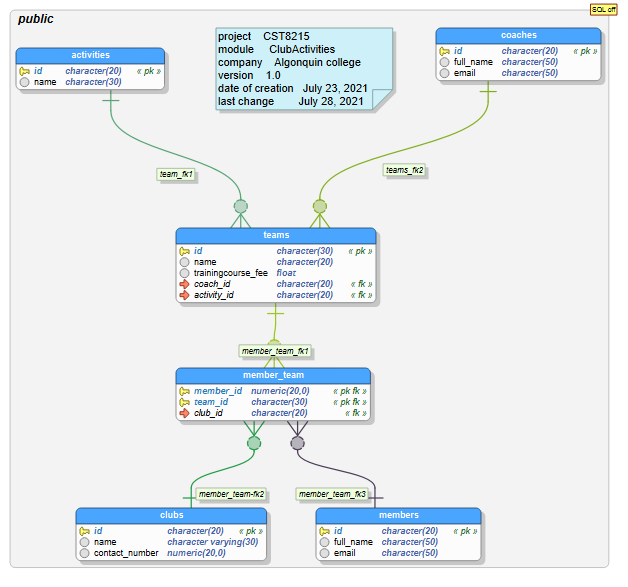 SQL off
public
project CST8215
module ClubActivities
company Algonquin college
version 1.0
date of creation July 23, 2021
last change July 28, 2021
activities
id character(20) « pk »
name character(30)
coaches
id character(20) « pk »
full_name character(50)
email character(50)
team_fk1
teams_fk2
teams
id character(30) « pk »
name character(20)
trainingcourse_fee float
coach_id character(20) « fk »
activity_id character(20) « fk »
member_team_fk1
member_team
member_id numeric(20,0) « pk fk »
team_id character(30) « pk fk »
club_id character(20) « fk »
member_team-fk2
member_team_fk3
clubs
id character(20) « pk »
name character varying(30)
contact_number numeric(20,0)
members
id character(20) « pk »
full_name character(50)
email character(50)